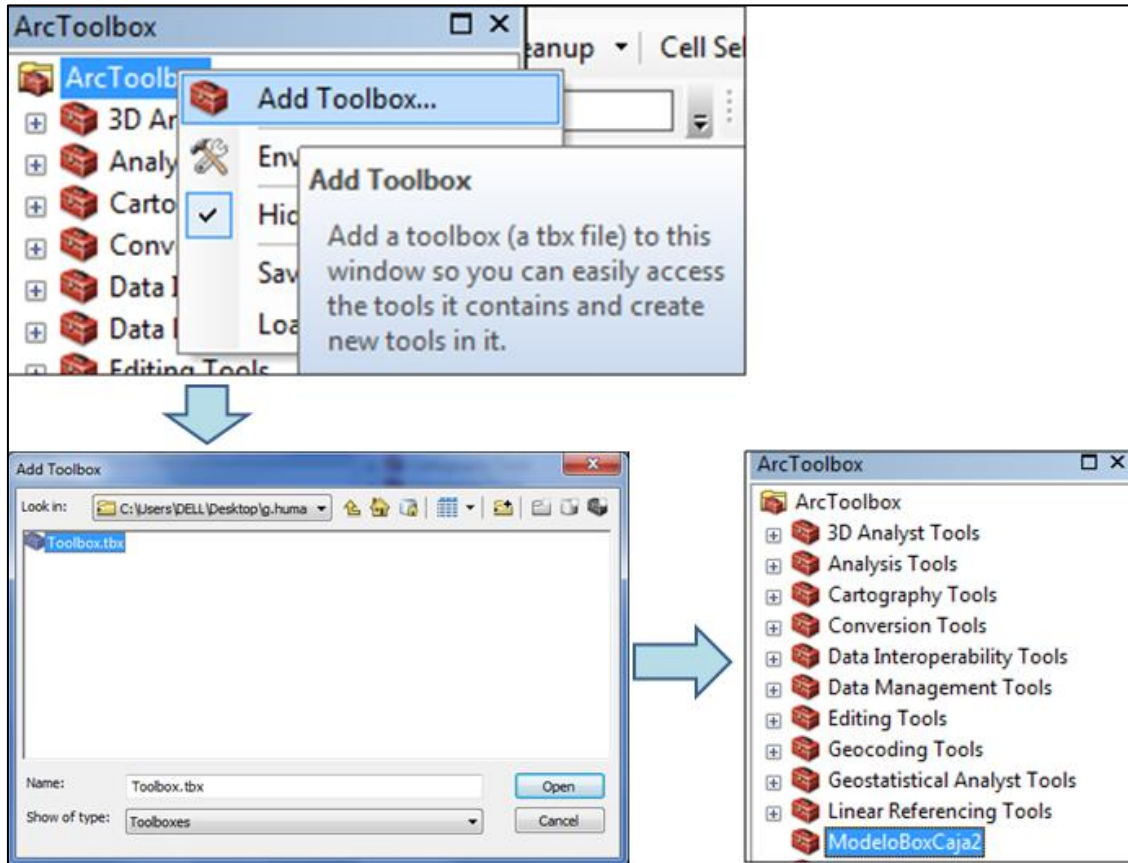 ArcToolbox
eanup
Cell Sel
ArcToolb
Add Toolbox...
3D Ar
Analy
Env
Carto
Hid
Conv
Data I
Sav
Data
Loa
Editing Tools
Add Toolbox
Add a toolbox (a tbx file) to this
window so you can easily access
the tools it contains and create
new tools in it.
Add Toolbox
Look in:
C:\Users\DELL\Desktop\g.huma
Toolbox.tbx
Name:
Toolbox.tbx
Open
Show of type:
Toolboxes
Cancel
ArcToolbox
ArcToolbox
3D Analyst Tools
Analysis Tools
Cartography Tools
Conversion Tools
Data Interoperability Tools
Data Management Tools
Editing Tools
Geocoding Tools
Geostatistical Analyst Tools
Linear Referencing Tools
ModeloBoxCaja2